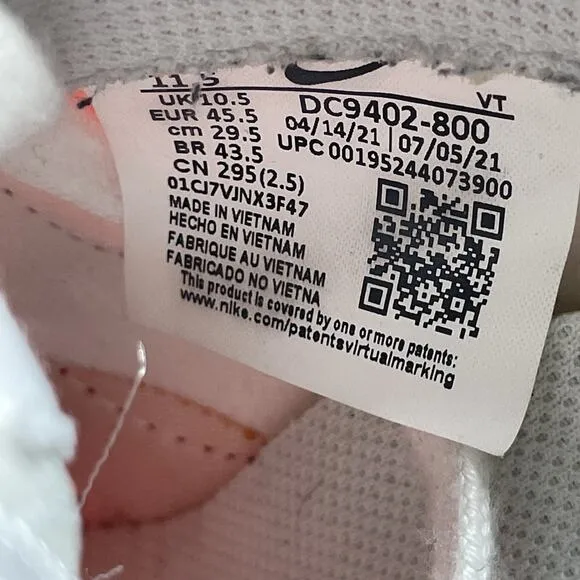 11.5
UK 10.5
EUR 45.5
cm 29.5
BR 43.5
CN 295(2.5)
01CJ7VJNX3F47
VT
DC9402-800
04/14/21 | 07/05/21
UPC 00195244073900
MADE IN VIETNAM
HECHO EN VIETNAM
FABRIQUE AU VIETNAM
FABRICADO NO VIETNA
This product is covered by one or more patents:
www.nike.com/patentsvirtualmarking